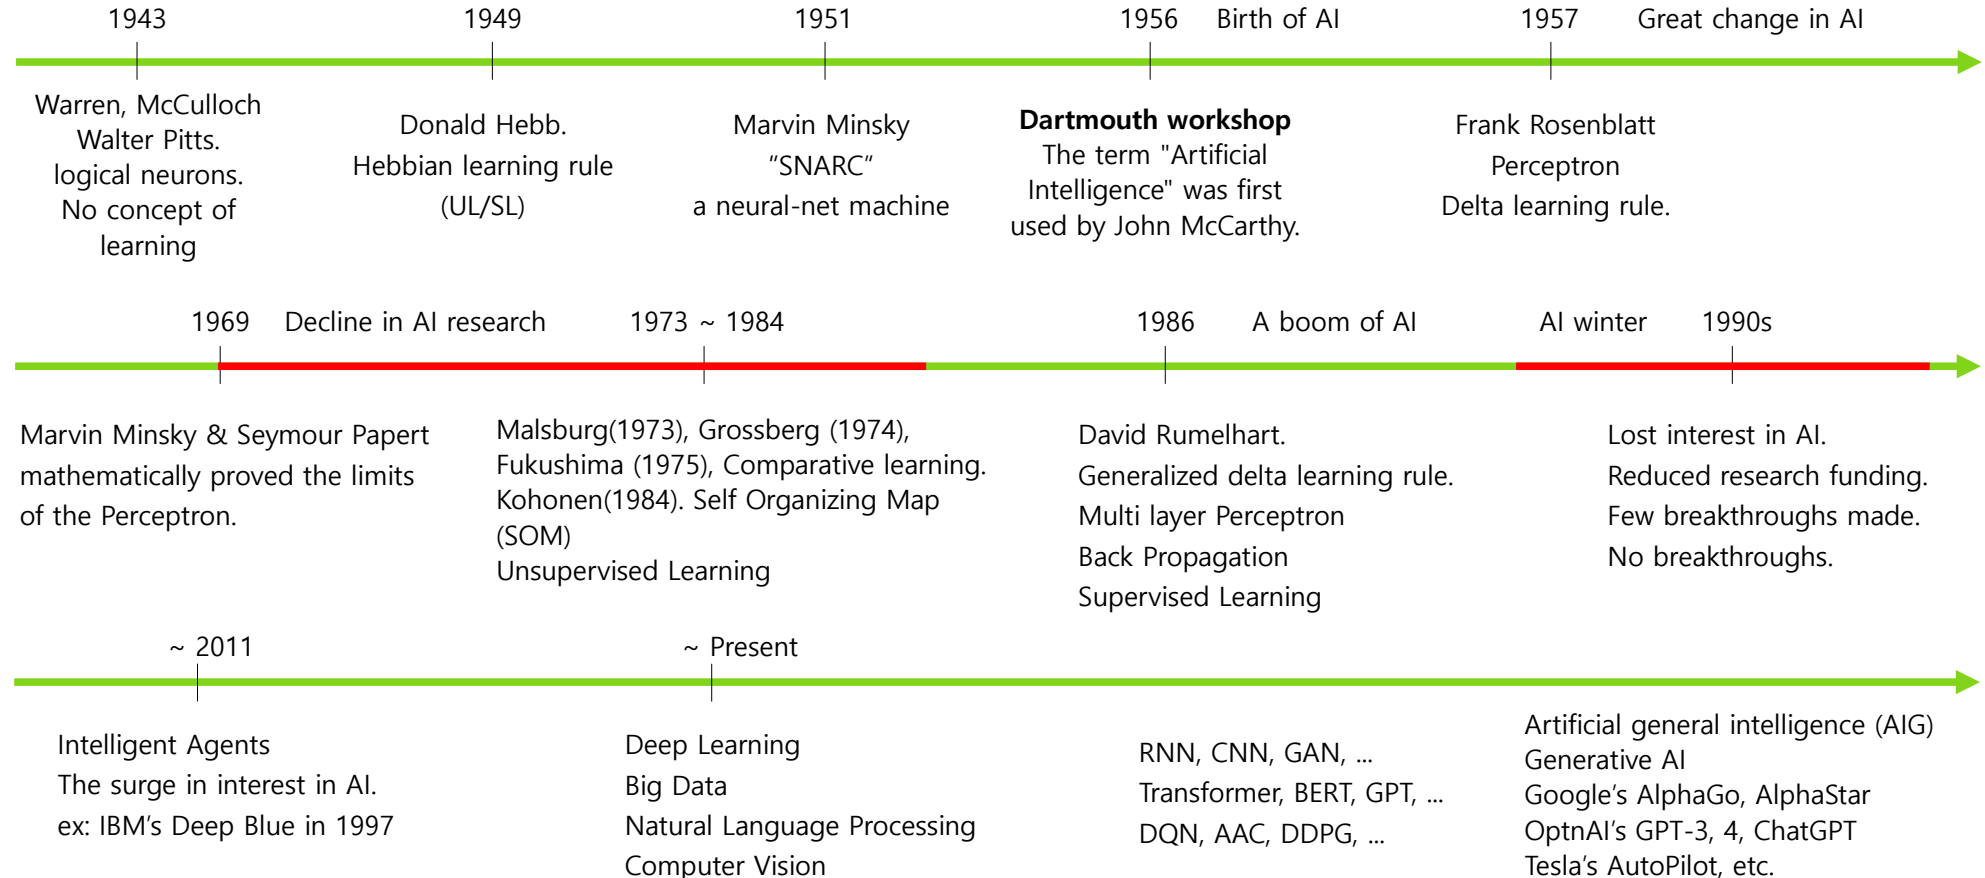 1943
1949
1951
1956 Birth of AI
1957 Great change in AI
Warren, McCulloch
Walter Pitts.
logical neurons.
No concept of
learning
Donald Hebb.
Hebbian learning rule
(UL/SL)
Marvin Minsky
"SNARC"
a neural-net machine
Dartmouth workshop
The term "Artificial
Intelligence" was first
used by John McCarthy.
Frank Rosenblatt
Perceptron
Delta learning rule.
1969 Decline in AI research
1973 ~ 1984
1986 A boom of AI
AI winter 1990s
Marvin Minsky & Seymour Papert
mathematically proved the limits
of the Perceptron.
Malsburg(1973), Grossberg (1974),
Fukushima (1975), Comparative learning.
Kohonen(1984). Self Organizing Map
(SOM)
Unsupervised Learning
David Rumelhart.
Generalized delta learning rule.
Multi layer Perceptron
Back Propagation
Supervised Learning
Lost interest in AI.
Reduced research funding.
Few breakthroughs made.
No breakthroughs.
~ 2011
~ Present
Intelligent Agents
The surge in interest in AI.
ex: IBM's Deep Blue in 1997
Deep Learning
Big Data
Natural Language Processing
Computer Vision
RNN, CNN, GAN, ...
Transformer, BERT, GPT, ...
DQN, AAC, DDPG, ...
Artificial general intelligence (AIG)
Generative AI
Google's AlphaGo, AlphaStar
OptnAI's GPT-3, 4, ChatGPT
Tesla's AutoPilot, etc.